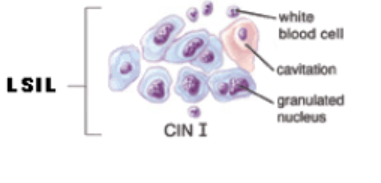 white
blood cell
LSIL
cavitation
granulated
nucleus
CIN I